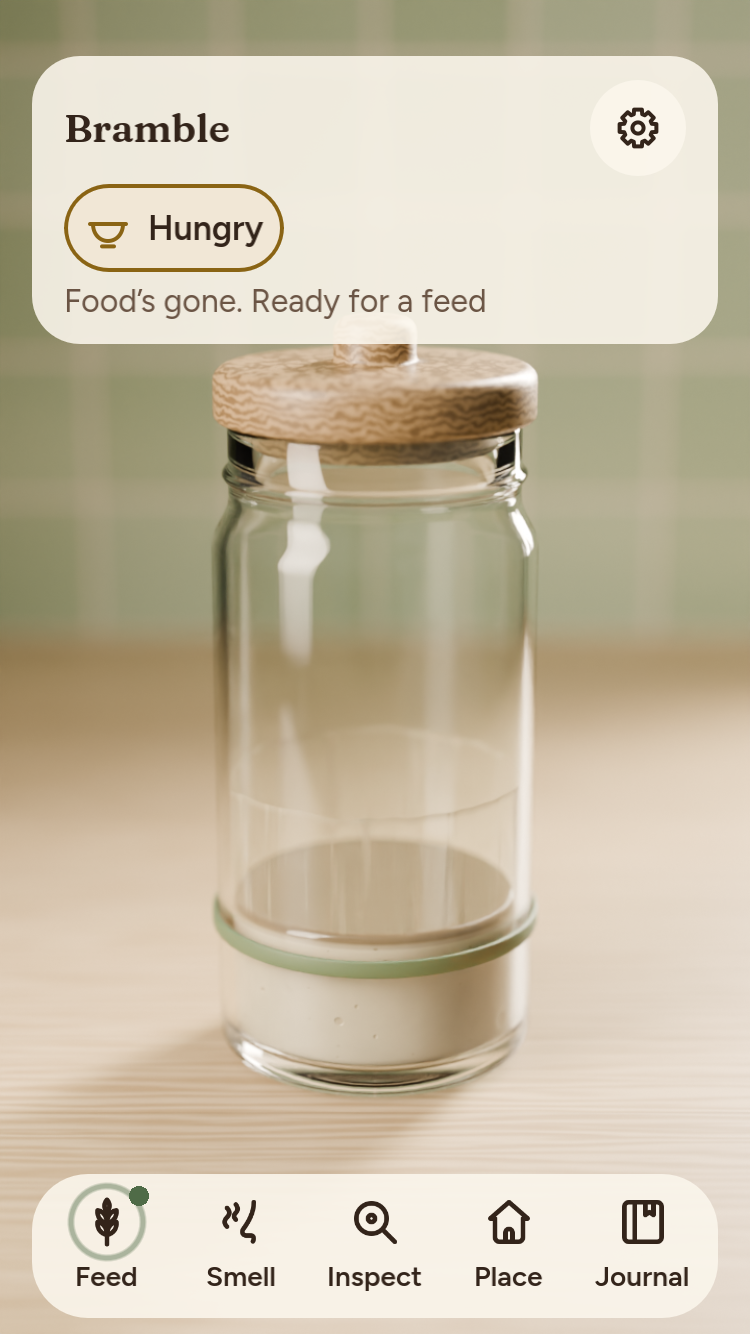 Bramble
Hungry
Food’s gone. Ready for a feed
Feed
Smell
Inspect
Place
Journal